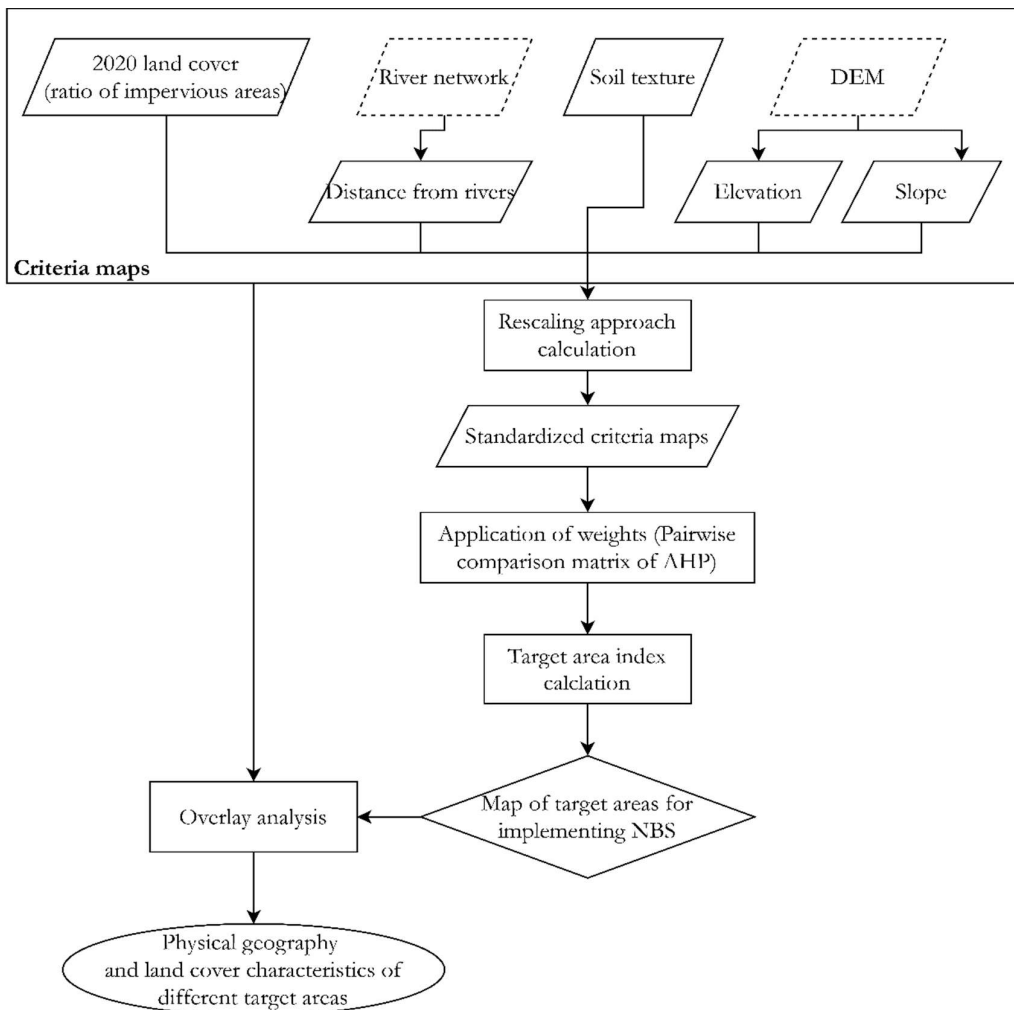 2020 land cover
(ratio of impervious areas)
River network
Soil texture
DEM
Distance from rivers
Elevation
Slope
Criteria maps
Rescaling approach
calculation
Standardized criteria maps
Application of weights (Pairwise
comparison matrix of AHP)
Target area index
calclation
Map of target areas for
implementing NBS
Overlay analysis
Physical geography
and land cover characteristics of
different target areas